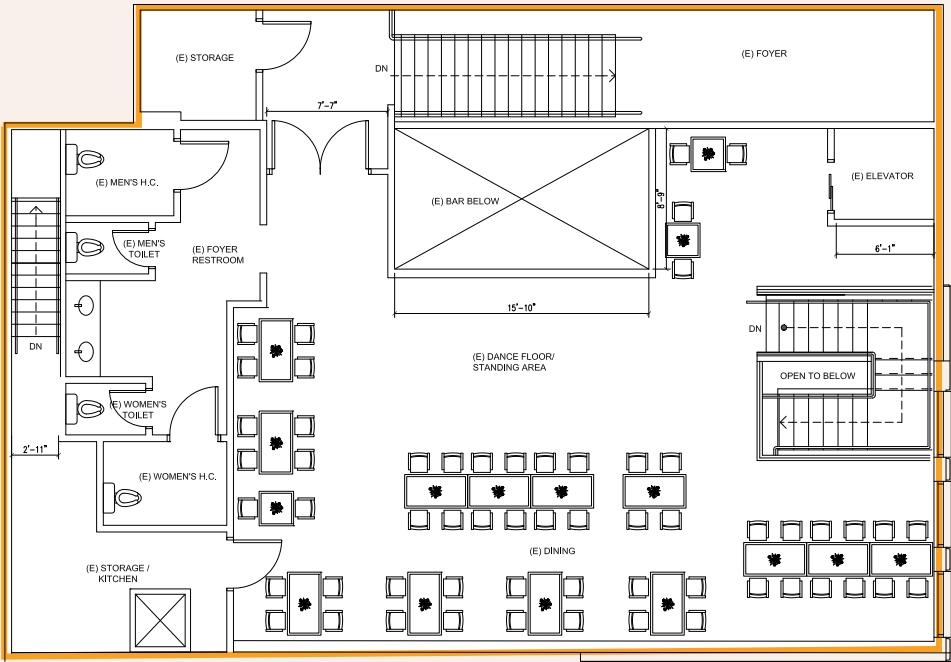 (E) STORAGE
DN
(E) FOYER
7'-7"
(E) MEN'S H.C.
(E) ELEVATOR
(E) BAR BELOW
8'-9"
(E) MEN'S
TOILET
(E) FOYER
RESTROOM
6'-1"
15'-10"
DN
DN
(E) DANCE FLOOR/
STANDING AREA
OPEN TO BELOW
(E) WOMEN'S
TOILET
2'-11"
(E) WOMEN'S H.C.
(E) DINING
(E) STORAGE /
KITCHEN